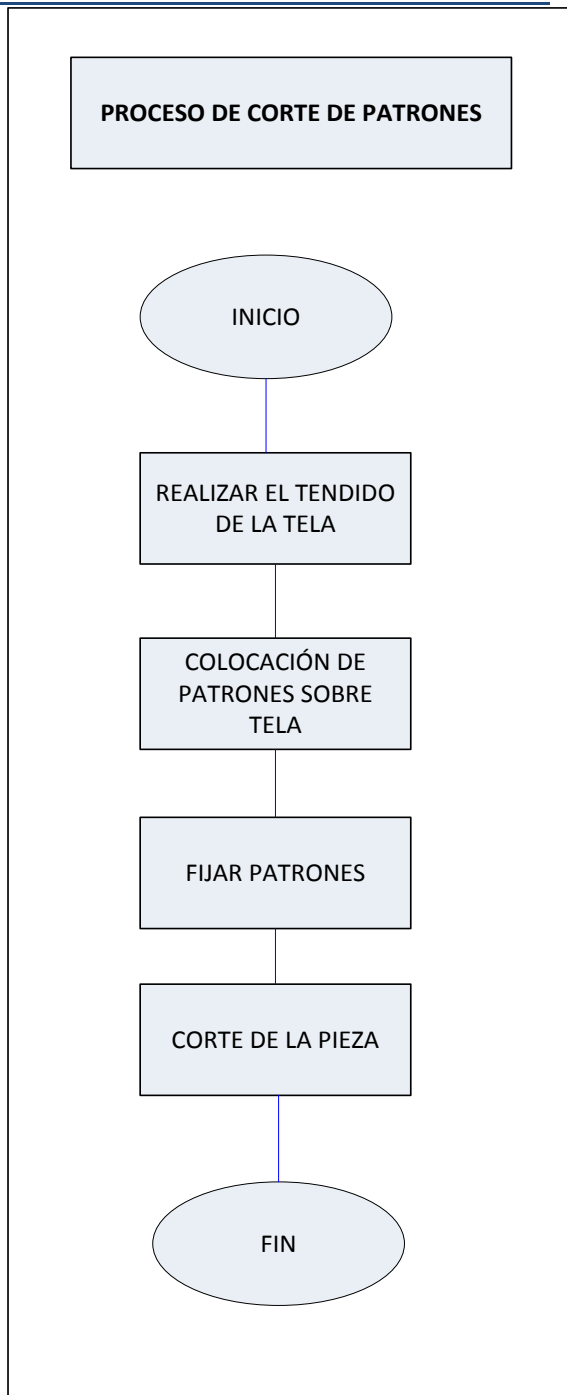 PROCESO DE CORTE DE PATRONES
INICIO
REALIZAR EL TENDIDO
DE LA TELA
COLOCACIÓN DE
PATRONES SOBRE
TELA
FIJAR PATRONES
CORTE DE LA PIEZA
FIN